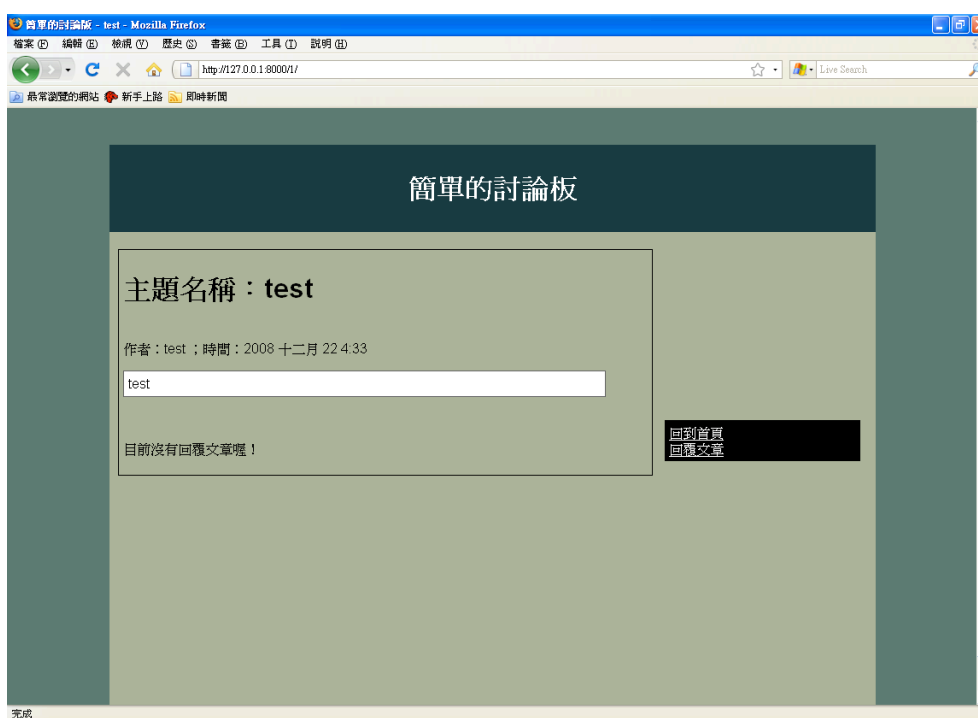 簡單的討論版 - test - Mozilla Firefox
檔案(F) 編輯(E) 檢視(V) 歷史(S) 書籤(B) 工具(T) 說明(H)
http://127.0.0.1:8000/1/ Live Search
最常瀏覽的網站 新手上路 即時新聞
簡單的討論板
主題名稱：test
作者：test ；時間：2008 十二月 22 4:33
test
目前沒有回覆文章喔！
回到首頁
回覆文章
完成